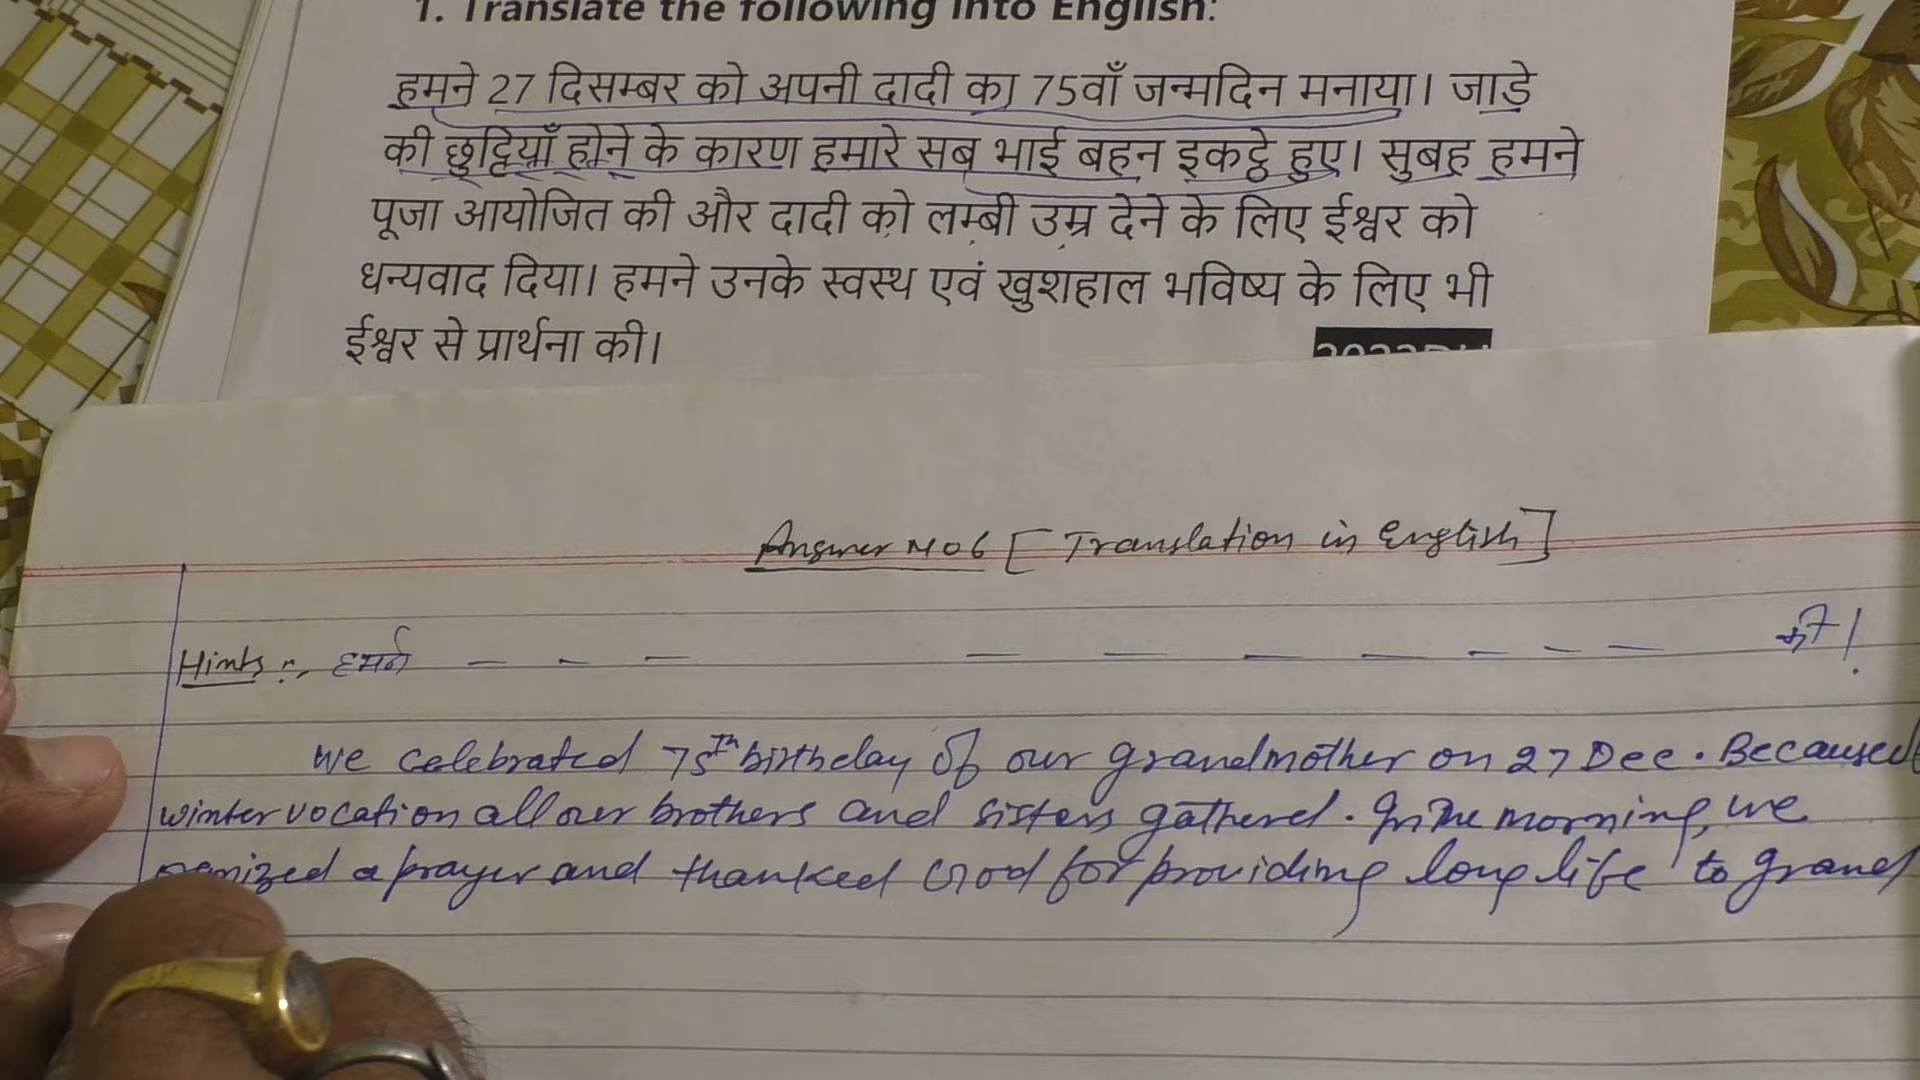 1. Translate the following into English:
हमने 27 दिसम्बर को अपनी दादी का 75वाँ जन्मदिन मनाया। जाड़े
की छुट्टियाँ होने के कारण हमारे सब भाई बहन इकट्ठे हुए। सुबह हमने
पूजा आयोजित की और दादी को लम्बी उम्र देने के लिए ईश्वर को
धन्यवाद दिया। हमने उनके स्वस्थ एवं खुशहाल भविष्य के लिए भी
ईश्वर से प्रार्थना की।
Answer No 6 [Translation in English]
Hints :- हमने - - - - - - - - - - की।
We celebrated 75th birthday of our grandmother on 27 Dec. Because
winter vocation all our brothers and sisters gathered. In the morning, we
a prayer and thanked God for providing long life to grand